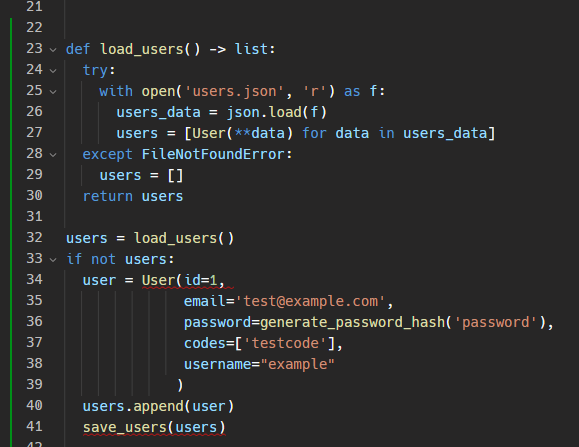 21
22
23 def load_users() -> list:
24 try:
25 with open('users.json', 'r') as f:
26 users_data = json.load(f)
27 users = [User(**data) for data in users_data]
28 except FileNotFoundError:
29 users = []
30 return users
31
32 users = load_users()
33 if not users:
34 user = User(id=1,
35 email='test@example.com',
36 password=generate_password_hash('password'),
37 codes=['testcode'],
38 username="example"
39 )
40 users.append(user)
41 save_users(users)
42